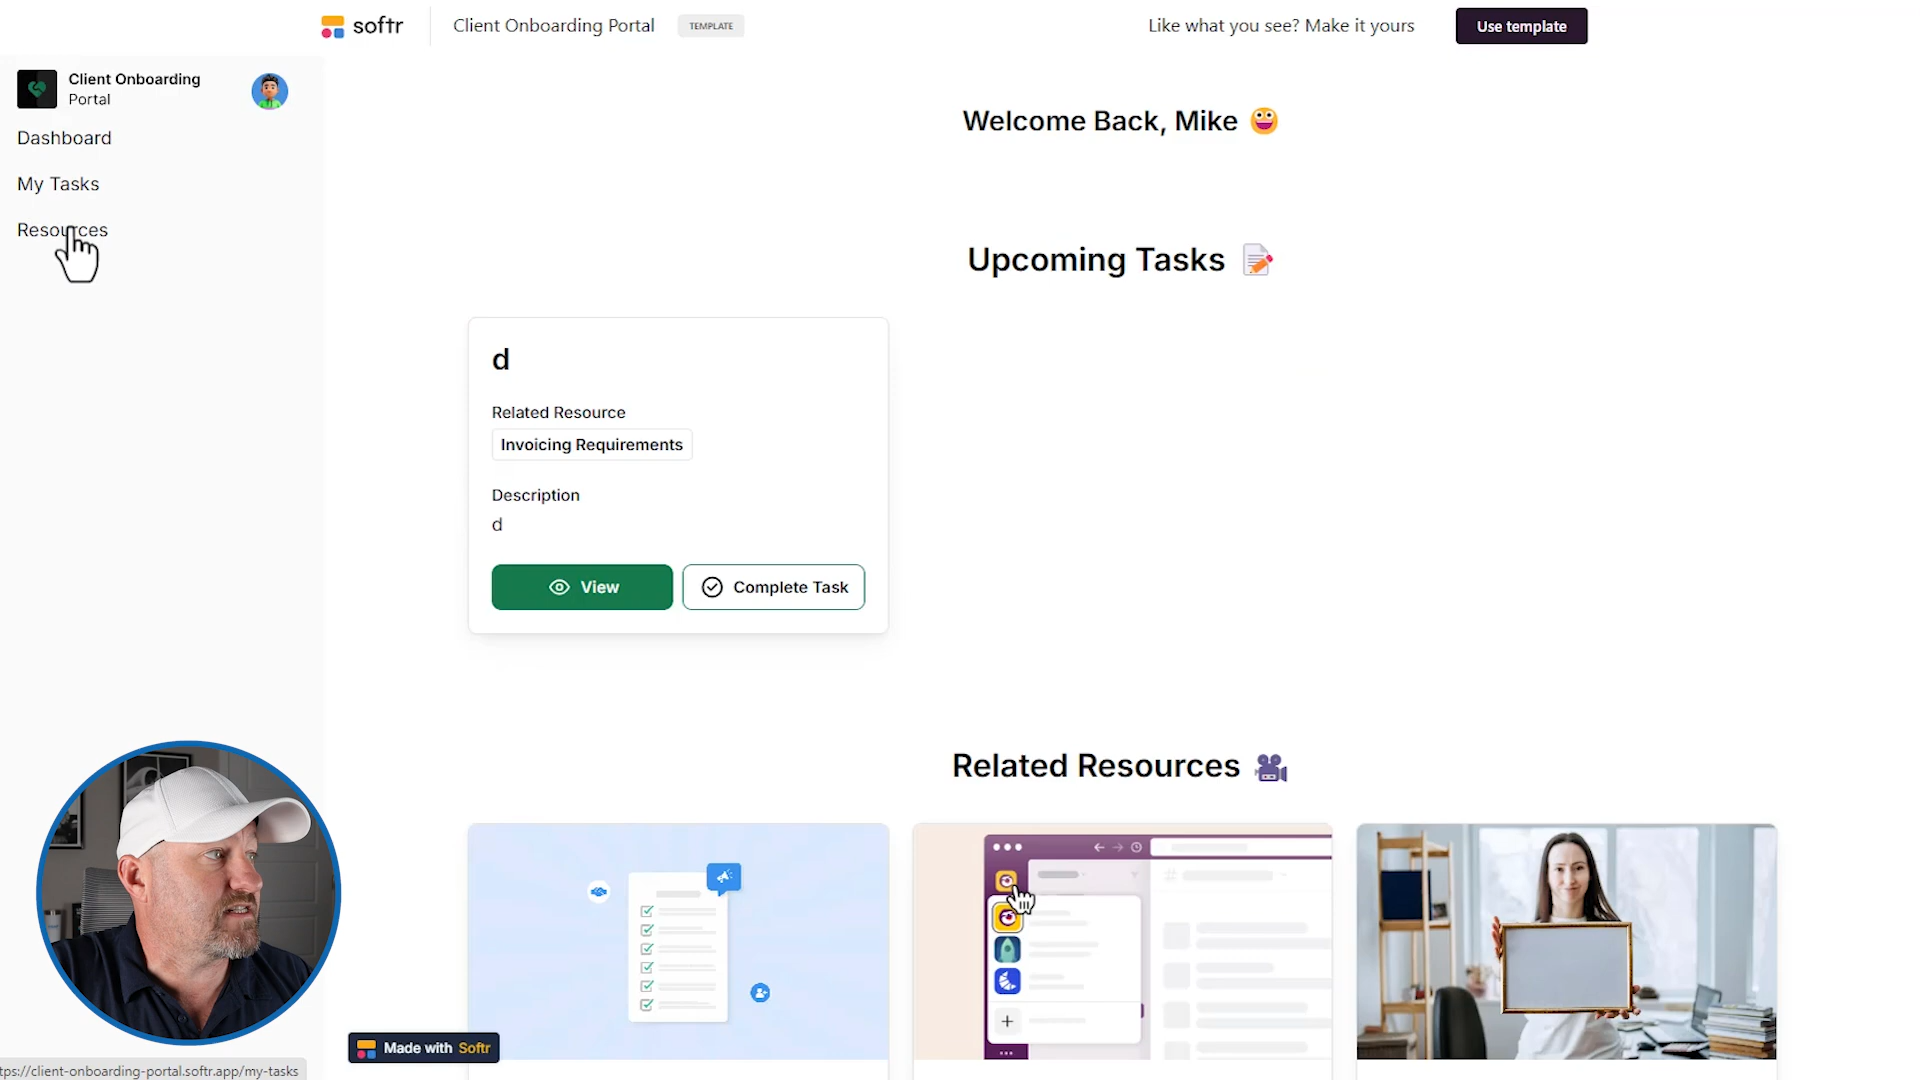 softr
Client Onboarding Portal
TEMPLATE
Like what you see? Make it yours
Use template
Client Onboarding
Portal
Dashboard
My Tasks
Resources
Welcome Back, Mike
Upcoming Tasks
d
Related Resource
Invoicing Requirements
Description
d
View
Complete Task
Related Resources
Made with Softr
tps://client-onboarding-portal.softr.app/my-tasks